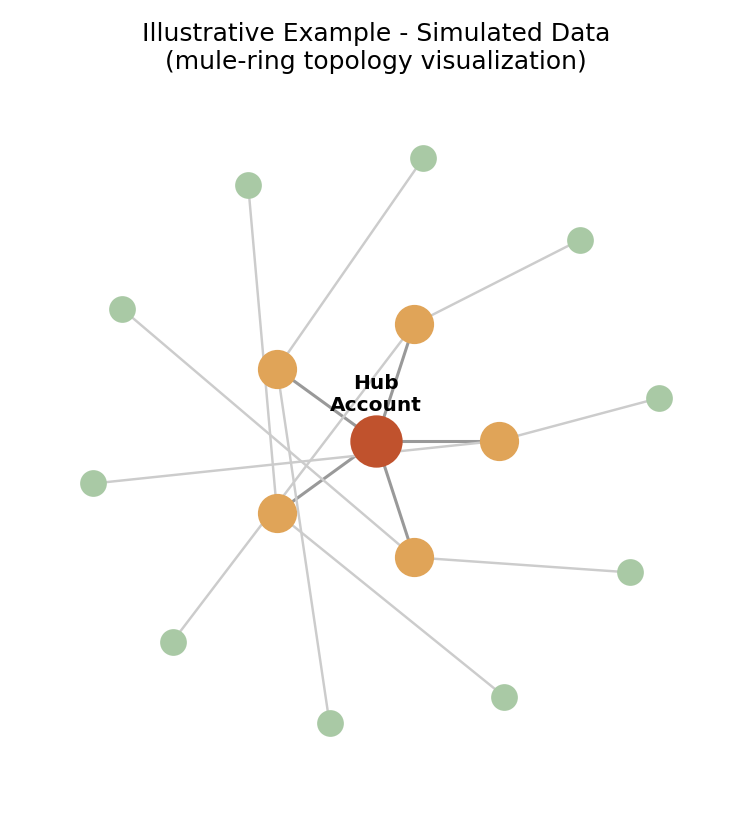 Illustrative Example - Simulated Data
(mule-ring topology visualization)
Hub
Account